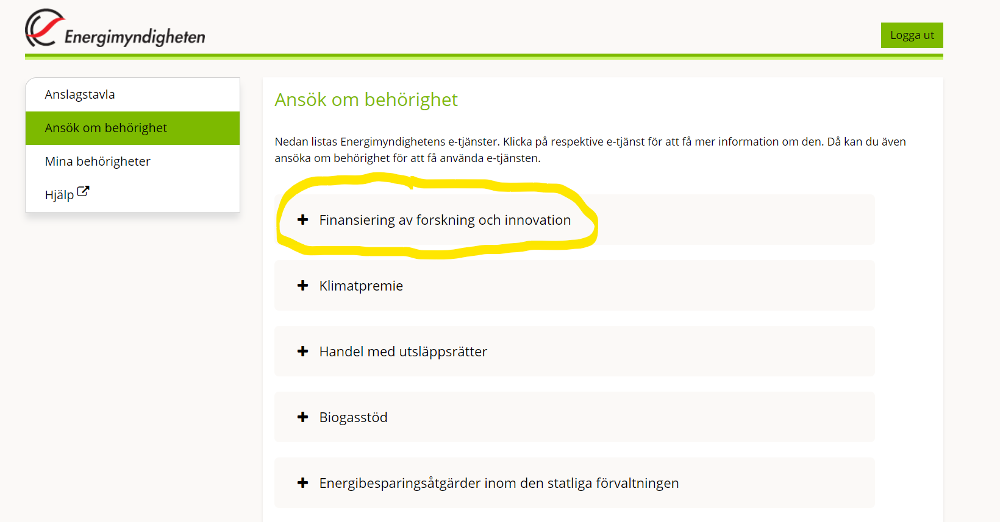 Energimyndigheten
Logga ut
Anslagstavla
Ansök om behörighet
Mina behörigheter
Hjälp
Ansök om behörighet
Nedan listas Energimyndighetens e-tjänster. Klicka på respektive e-tjänst för att få mer information om den. Då kan du även
ansöka om behörighet för att få använda e-tjänsten.
Finansiering av forskning och innovation
Klimatpremie
Handel med utsläppsrätter
Biogasstöd
Energibesparingsåtgärder inom den statliga förvaltningen